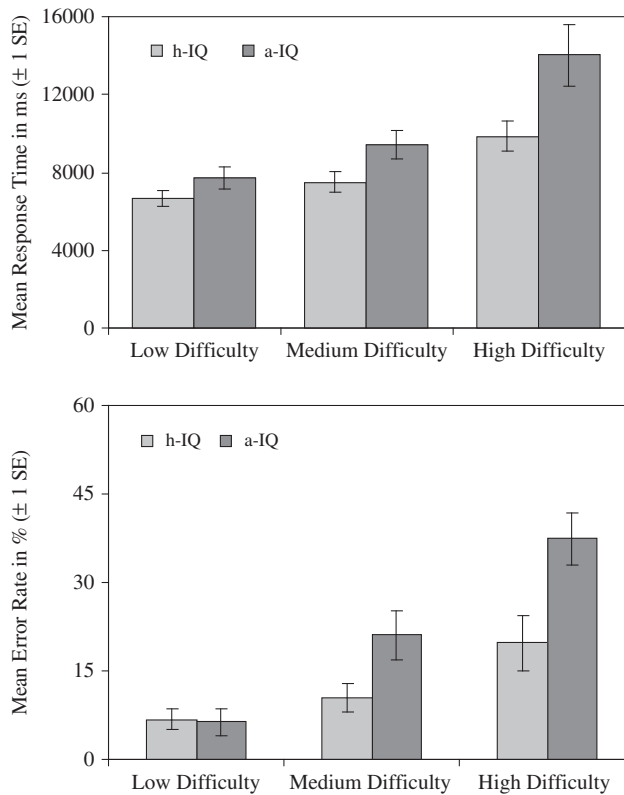 Mean Response Time in ms (± 1 SE)
16000
12000
8000
4000
0
h-IQ a-IQ
Low Difficulty Medium Difficulty High Difficulty
Mean Error Rate in % (± 1 SE)
60
45
30
15
0
h-IQ a-IQ
Low Difficulty Medium Difficulty High Difficulty